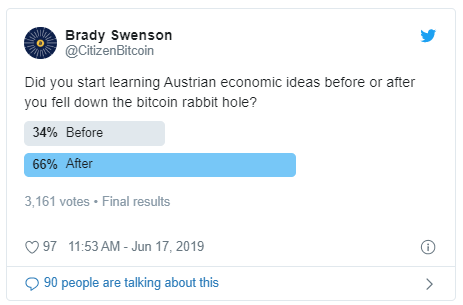 Brady Swenson
@CitizenBitcoin
Did you start learning Austrian economic ideas before or after
you fell down the bitcoin rabbit hole?
34% Before
66% After
3,161 votes • Final results
97 11:53 AM - Jun 17, 2019
90 people are talking about this